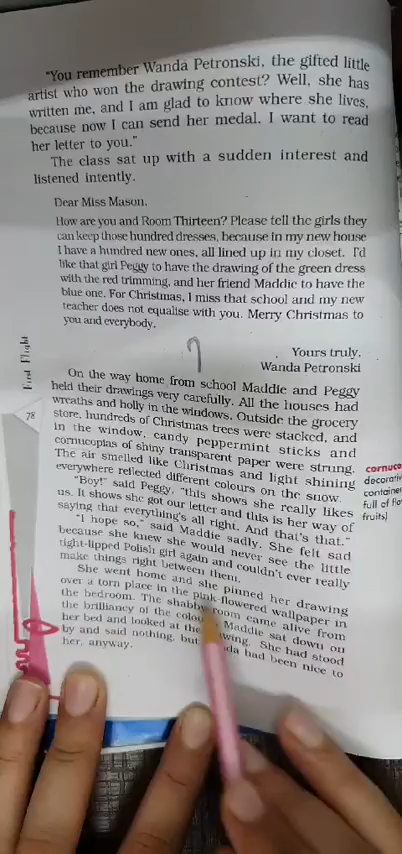 "You remember Wanda Petronski, the gifted little
artist who won the drawing contest? Well, she has
written me, and I am glad to know where she lives,
because now I can send her medal. I want to read
her letter to you."
The class sat up with a sudden interest and
listened intently.
Dear Miss Mason,
How are you and Room Thirteen? Please tell the girls they
can keep those hundred dresses, because in my new house
I have a hundred new ones, all lined up in my closet. I'd
like that girl Peggy to have the drawing of the green dress
with the red trimming, and her friend Maddie to have the
blue one. For Christmas, I miss that school and my new
teacher does not equalise with you. Merry Christmas to
you and everybody.
Yours truly,
Wanda Petronski
On the way home from school Maddie and Peggy
held their drawings very carefully. All the houses had
wreaths and holly in the windows. Outside the grocery
store, hundreds of Christmas trees were stacked, and
in the window, candy peppermint sticks and
cornucopias of shiny transparent paper were strung.
The air smelled like Christmas and light shining
everywhere reflected different colours on the snow.
"Boy!" said Peggy, "this shows she really likes
us. It shows she got our letter and this is her way of
saying that everything's all right. And that's that."
"I hope so," said Maddie sadly. She felt sad
because she knew she would never see the little
tight-lipped Polish girl again and couldn't ever really
make things right between them.
She went home and she pinned her drawing
over a torn place in the pink-flowered wallpaper in
the bedroom. The shabby room came alive from
the brilliancy of the Maddie sat down on
her bed and looked at the She had stood
by and said nothing, but had been nice to
her, anyway.
First Flight
78
cornuco
decorativ
container
full of flo
fruits)